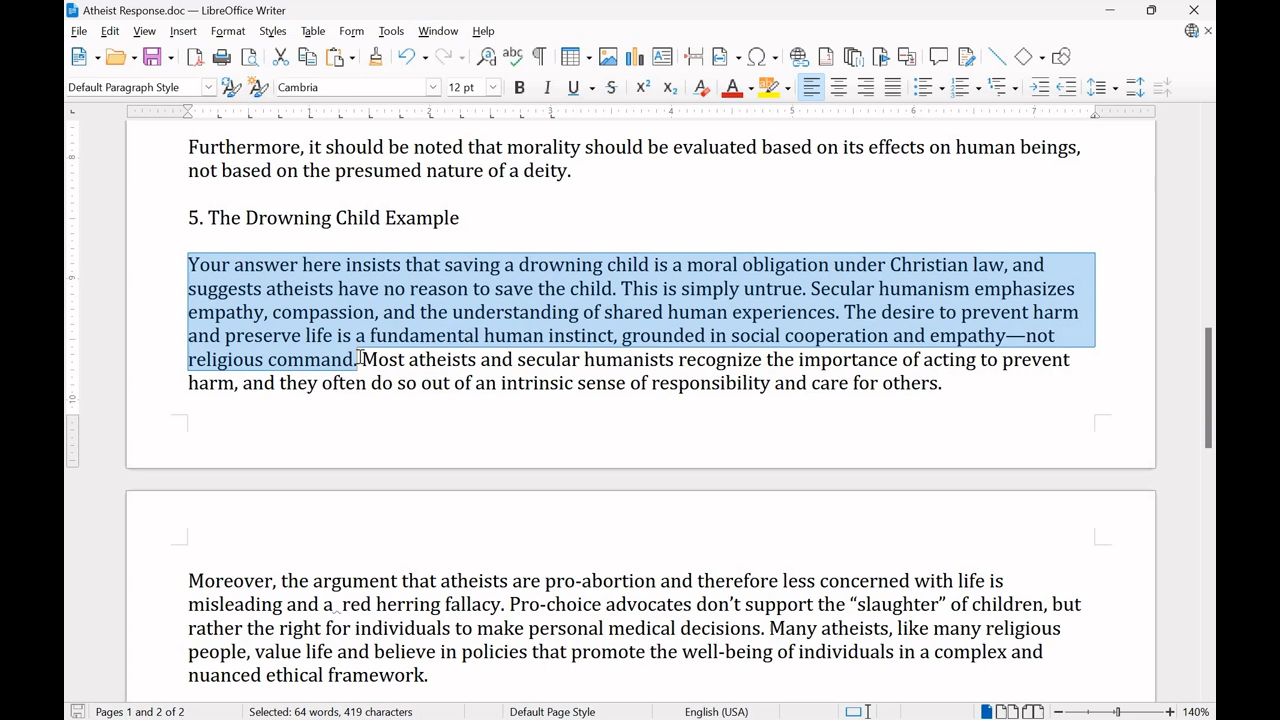 Atheist Response.doc — LibreOffice Writer
File Edit View Insert Format Styles Table Form Tools Window Help
Default Paragraph Style Cambria 12 pt
1 2 3 4 5 6 7
Furthermore, it should be noted that morality should be evaluated based on its effects on human beings,
not based on the presumed nature of a deity.
5. The Drowning Child Example
Your answer here insists that saving a drowning child is a moral obligation under Christian law, and
suggests atheists have no reason to save the child. This is simply untrue. Secular humanism emphasizes
empathy, compassion, and the understanding of shared human experiences. The desire to prevent harm
and preserve life is a fundamental human instinct, grounded in social cooperation and empathy—not
religious command. Most atheists and secular humanists recognize the importance of acting to prevent
harm, and they often do so out of an intrinsic sense of responsibility and care for others.
Moreover, the argument that atheists are pro-abortion and therefore less concerned with life is
misleading and a red herring fallacy. Pro-choice advocates don’t support the “slaughter” of children, but
rather the right for individuals to make personal medical decisions. Many atheists, like many religious
people, value life and believe in policies that promote the well-being of individuals in a complex and
nuanced ethical framework.
Pages 1 and 2 of 2 Selected: 64 words, 419 characters Default Page Style English (USA) 140%